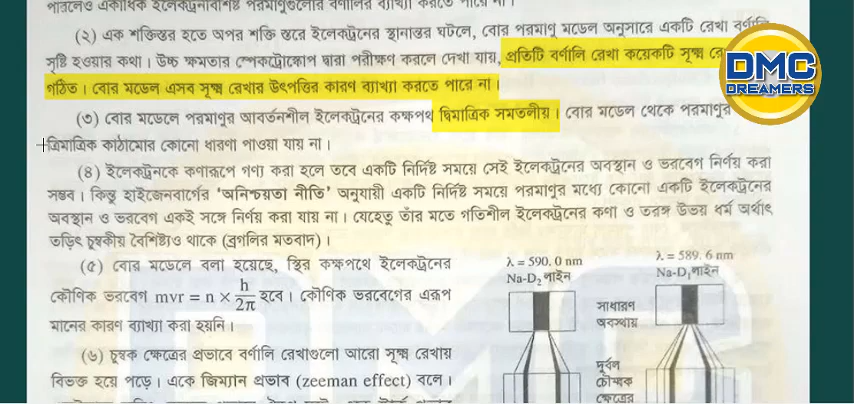 পারলেও একাধিক ইলেকট্রনবিশিষ্ট পরমাণুগুলোর বর্ণালির ব্যাখ্যা করতে পারে না।
(২) এক শক্তিস্তর হতে অপর শক্তি স্তরে ইলেকট্রনের স্থানান্তর ঘটলে, বোর পরমাণু মডেল অনুসারে একটি রেখা বর্ণালি
সৃষ্টি হওয়ার কথা। উচ্চ ক্ষমতার স্পেকট্রোস্কোপ দ্বারা পরীক্ষণ করলে দেখা যায়, প্রতিটি বর্ণালি রেখা কয়েকটি সূক্ষ্ম
গঠিত। বোর মডেল এসব সূক্ষ্ম রেখার উৎপত্তির কারণ ব্যাখ্যা করতে পারে না।
(৩) বোর মডেলে পরমাণুর আবর্তনশীল ইলেকট্রনের কক্ষপথ দ্বিমাত্রিক সমতলীয়। বোর মডেল থেকে পরমাণুর
ত্রিমাত্রিক কাঠামোর কোনো ধারণা পাওয়া যায় না।
(৪) ইলেকট্রনকে কণারূপে গণ্য করা হলে তবে একটি নির্দিষ্ট সময়ে সেই ইলেকট্রনের অবস্থান ও ভরবেগ নির্ণয় করা
সম্ভব। কিন্তু হাইজেনবার্গের 'অনিশ্চয়তা নীতি' অনুযায়ী একটি নির্দিষ্ট সময়ে পরমাণুর মধ্যে কোনো একটি ইলেকট্রনের
অবস্থান ও ভরবেগ একই সঙ্গে নির্ণয় করা যায় না। যেহেতু তাঁর মতে গতিশীল ইলেকট্রনের কণা ও তরঙ্গ উভয় ধর্ম অর্থাৎ
তড়িৎ চুম্বকীয় বৈশিষ্ট্যও থাকে (ব্রগলির মতবাদ)।
(৫) বোর মডেলে বলা হয়েছে, স্থির কক্ষপথে ইলেকট্রনের
কৌণিক ভরবেগ mvr = n × h/2π হবে। কৌণিক ভরবেগের এরূপ
মানের কারণ ব্যাখ্যা করা হয়নি।
(৬) চুম্বক ক্ষেত্রের প্রভাবে বর্ণালি রেখাগুলো আরো সূক্ষ্ম রেখায়
বিভক্ত হয়ে পড়ে। একে জিম্যান প্রভাব (zeeman effect) বলে।
λ = 590. 0 nm
Na-D₂ লাইন
λ = 589. 6 nm
Na-D₁ লাইন
সাধারণ
অবস্থায়
দুর্বল
চৌম্বক
ক্ষেত্রের
DMC
DREAMERS
DMC